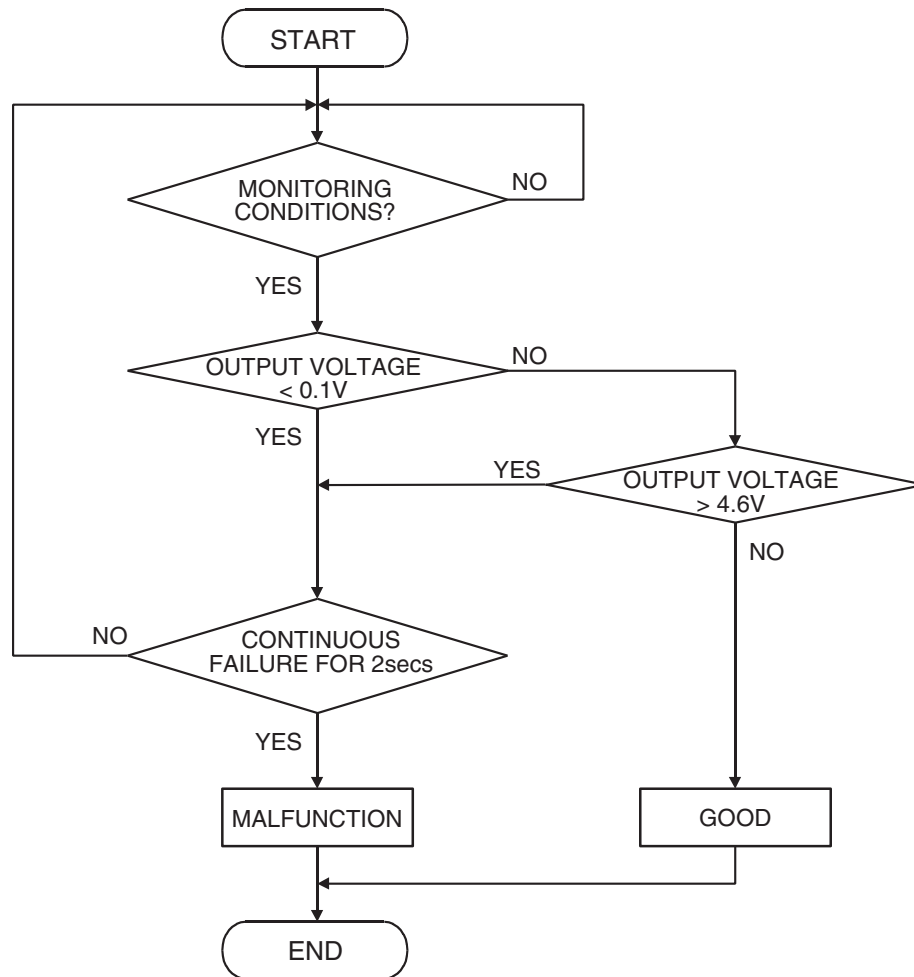 START
MONITORING
CONDITIONS?
NO
YES
OUTPUT VOLTAGE
< 0.1V
NO
YES
YES
OUTPUT VOLTAGE
> 4.6V
NO
NO
CONTINUOUS
FAILURE FOR 2secs
YES
MALFUNCTION
GOOD
END